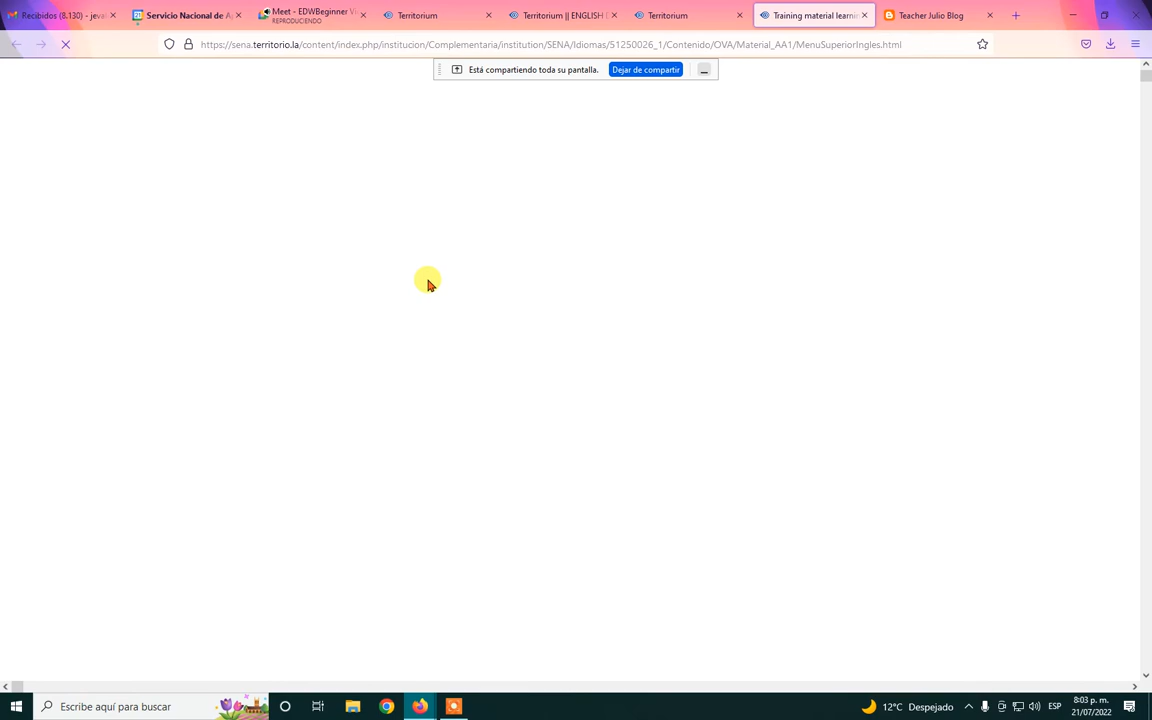 Recibidos (8,130) - jeva
Servicio Nacional de A
Meet - EDWBeginner Vi
REPRODUCIENDO
Territorium
Territorium || ENGLISH
Territorium
Training material learni
Teacher Julio Blog
https://sena.territorio.la/content/index.php/institucion/Complementaria/institution/SENA/Idiomas/51250026_1/Contenido/OVA/Material_AA1/MenuSuperiorIngles.html
Está compartiendo toda su pantalla.
Dejar de compartir
Escribe aquí para buscar
12°C Despejado
ESP
8:03 p. m.
21/07/2022